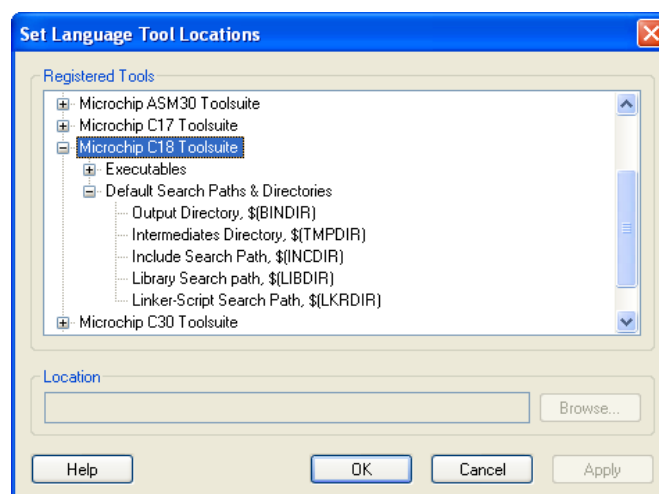 Set Language Tool Locations
Registered Tools
Microchip ASM30 Toolsuite
Microchip C17 Toolsuite
Microchip C18 Toolsuite
Executables
Default Search Paths & Directories
Output Directory, $(BINDIR)
Intermediates Directory, $(TMPDIR)
Include Search Path, $(INCDIR)
Library Search path, $(LIBDIR)
Linker-Script Search Path, $(LKRDIR)
Microchip C30 Toolsuite
Location
Browse...
Help OK Cancel Apply